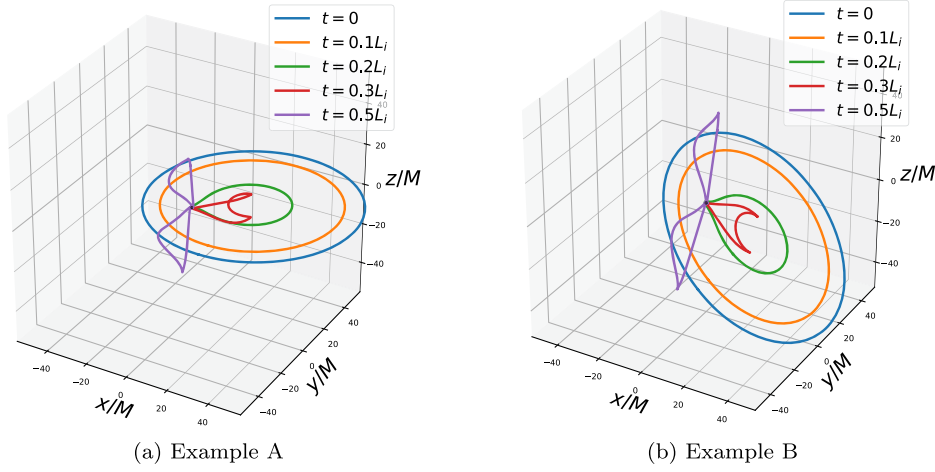 t = 0
t = 0.1L_i
t = 0.2L_i
t = 0.3L_i
t = 0.5L_i
40
20
0
−20
−40
z/M
−40
−20
0
20
40
x/M
−40
−20
0
20
40
y/M
(a) Example A
t = 0
t = 0.1L_i
t = 0.2L_i
t = 0.3L_i
t = 0.5L_i
40
20
0
−20
−40
z/M
−40
−20
0
20
40
x/M
−40
−20
0
20
40
y/M
(b) Example B